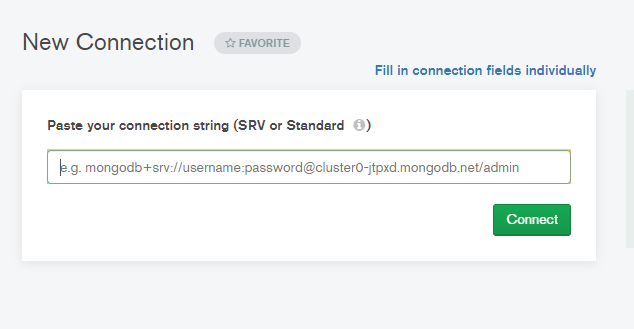 New Connection
FAVORITE
Fill in connection fields individually
Paste your connection string (SRV or Standard )
e.g. mongodb+srv://username:password@cluster0-jtpxd.mongodb.net/admin
Connect